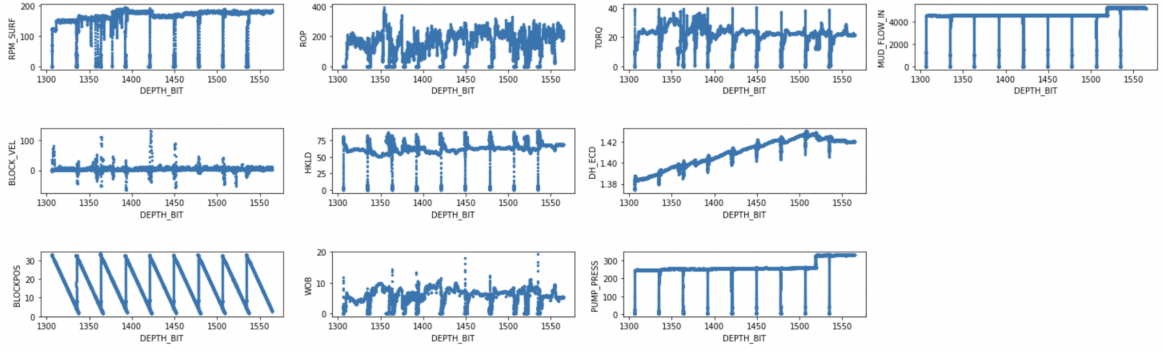 200
100
0
RPM_SURF
1300 1350 1400 1450 1500 1550
DEPTH_BIT
400
200
0
ROP
1300 1350 1400 1450 1500 1550
DEPTH_BIT
40
20
0
TORQ
1300 1350 1400 1450 1500 1550
DEPTH_BIT
4000
2000
0
MUD_FLOW_IN
1300 1350 1400 1450 1500 1550
DEPTH_BIT
100
0
BLOCK_VEL
1300 1350 1400 1450 1500 1550
DEPTH_BIT
75
50
25
0
HKLD
1300 1350 1400 1450 1500 1550
DEPTH_BIT
1.42
1.40
1.38
DH_ECD
1300 1350 1400 1450 1500 1550
DEPTH_BIT
30
20
10
0
BLOCKPOS
1300 1350 1400 1450 1500 1550
DEPTH_BIT
20
10
0
WOB
1300 1350 1400 1450 1500 1550
DEPTH_BIT
300
200
100
0
PUMP_PRESS
1300 1350 1400 1450 1500 1550
DEPTH_BIT